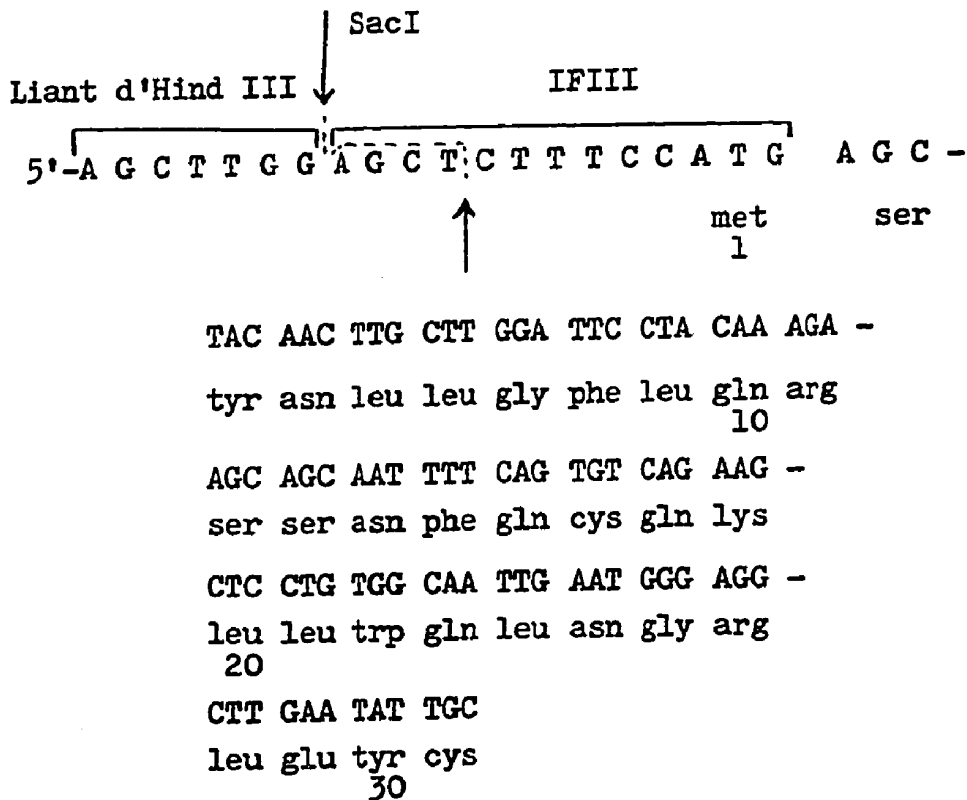 SacI
Liant d'Hind III IFIII
5'-A G C T T G G A G C T C T T T C C A T G A G C -
met ser
1
TAC AAC TTG CTT GGA TTC CTA CAA AGA -
tyr asn leu leu gly phe leu gln arg
10
AGC AGC AAT TTT CAG TGT CAG AAG -
ser ser asn phe gln cys gln lys
CTC CTG TGG CAA TTG AAT GGG AGG -
leu leu trp gln leu asn gly arg
20
CTT GAA TAT TGC
leu glu tyr cys
30